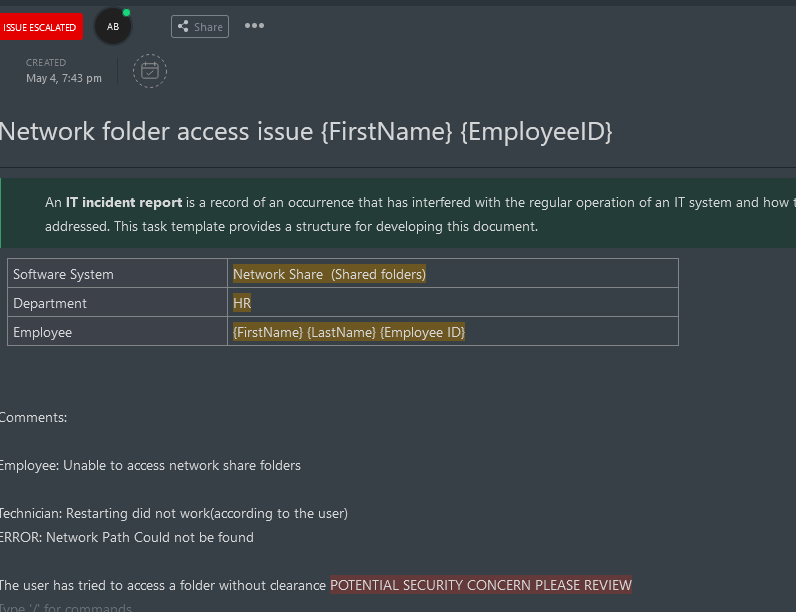 ISSUE ESCALATED
AB
Share
CREATED
May 4, 7:43 pm
Network folder access issue {FirstName} {EmployeeID}
An IT incident report is a record of an occurrence that has interfered with the regular operation of an IT system and how
addressed. This task template provides a structure for developing this document.
Software System Network Share (Shared folders)
Department HR
Employee {FirstName} {LastName} {Employee ID}
Comments:
Employee: Unable to access network share folders
Technician: Restarting did not work(according to the user)
ERROR: Network Path Could not be found
The user has tried to access a folder without clearance POTENTIAL SECURITY CONCERN PLEASE REVIEW
Type '/' for commands